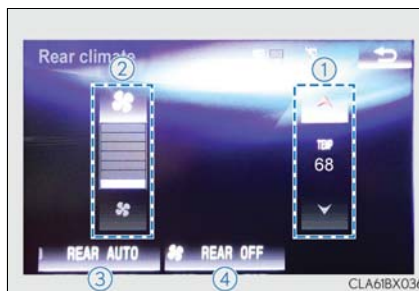 Rear climate
②
①
TEMP
68
REAR AUTO
REAR OFF
③
④
CLA61BX036